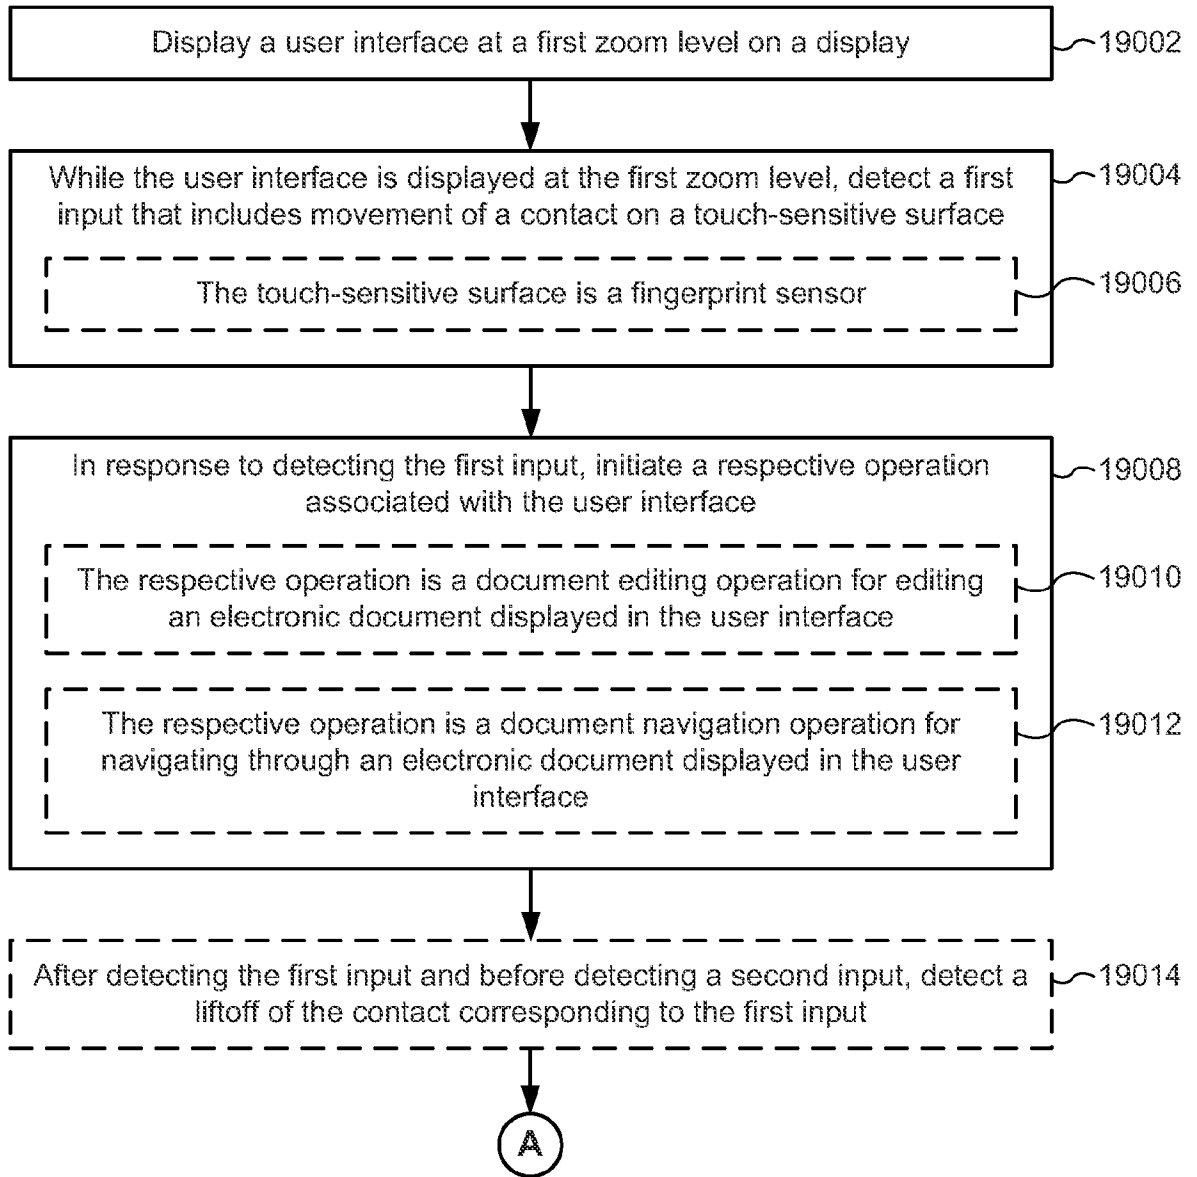 Display a user interface at a first zoom level on a display
19002
While the user interface is displayed at the first zoom level, detect a first
input that includes movement of a contact on a touch-sensitive surface
19004
The touch-sensitive surface is a fingerprint sensor
19006
In response to detecting the first input, initiate a respective operation
associated with the user interface
19008
The respective operation is a document editing operation for editing
an electronic document displayed in the user interface
19010
The respective operation is a document navigation operation for
navigating through an electronic document displayed in the user
interface
19012
After detecting the first input and before detecting a second input, detect a
liftoff of the contact corresponding to the first input
19014
A